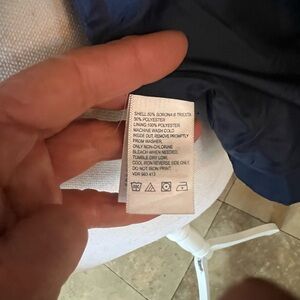 SHELL:50% SORONA ® TRIEXTA
50% POLYESTER
LINING:100% POLYESTER
MACHINE WASH COLD
INSIDE OUT, REMOVE PROMPTLY
FROM WASHER,
ONLY NON-CHLORINE
BLEACH WHEN NEEDED.
TUMBLE DRY LOW.
COOL IRON REVERSE SIDE ONLY
DO NOT IRON PRINT